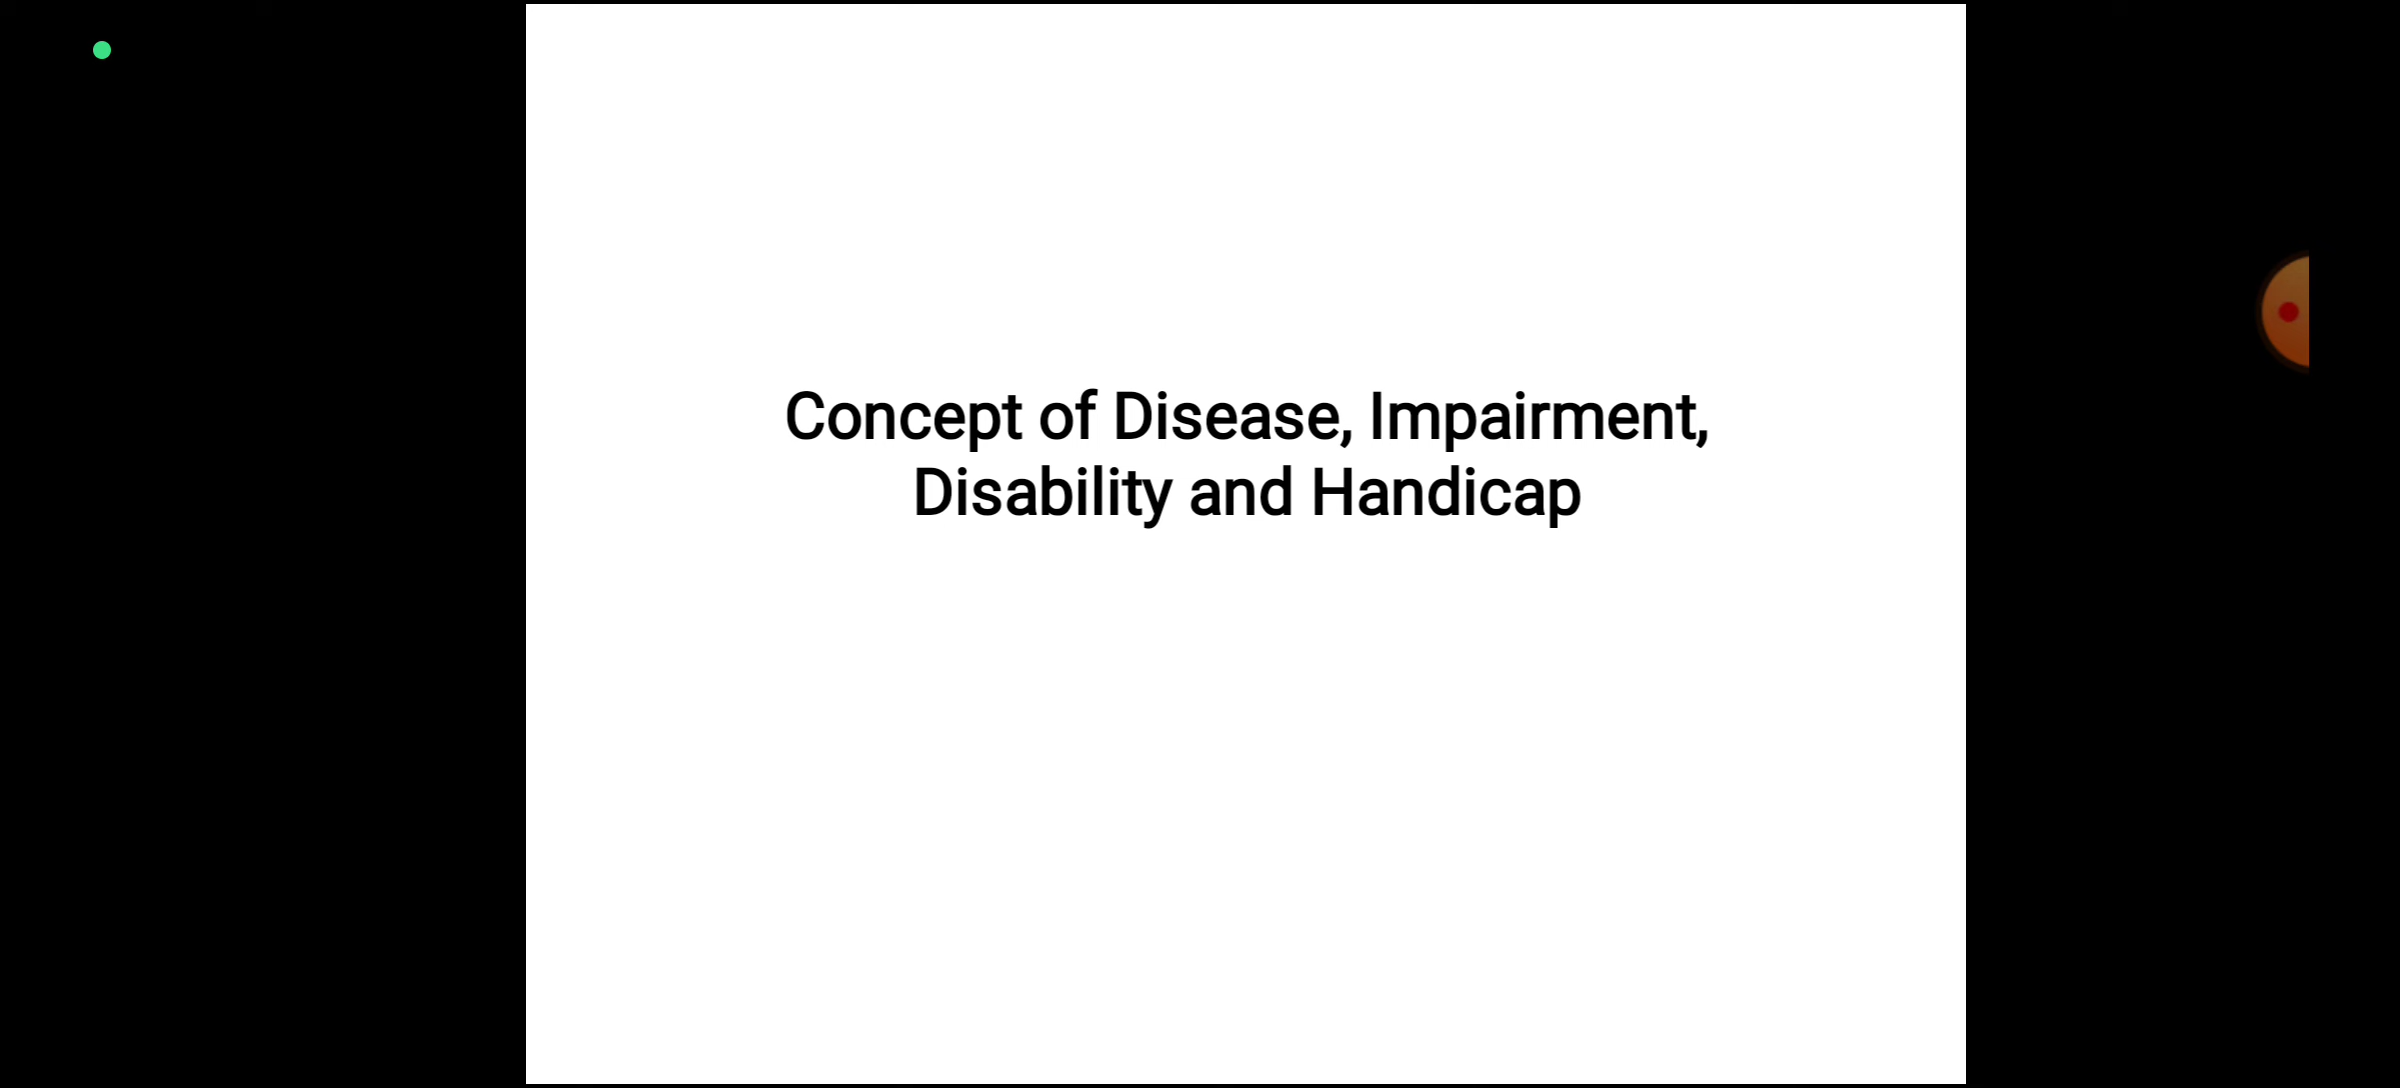 Concept of Disease, Impairment,
Disability and Handicap